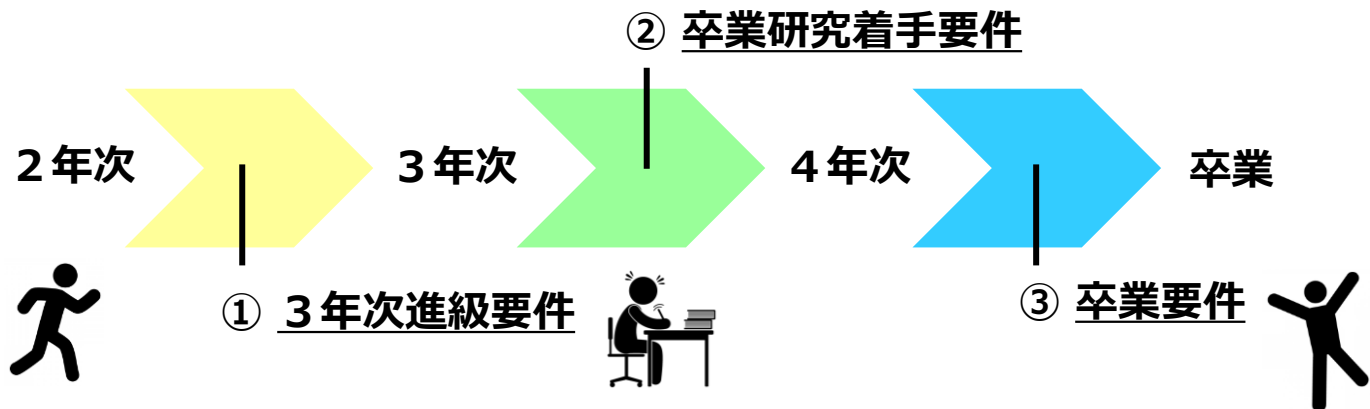 ② 卒業研究着手要件
２年次
３年次
４年次
卒業
① ３年次進級要件
③ 卒業要件